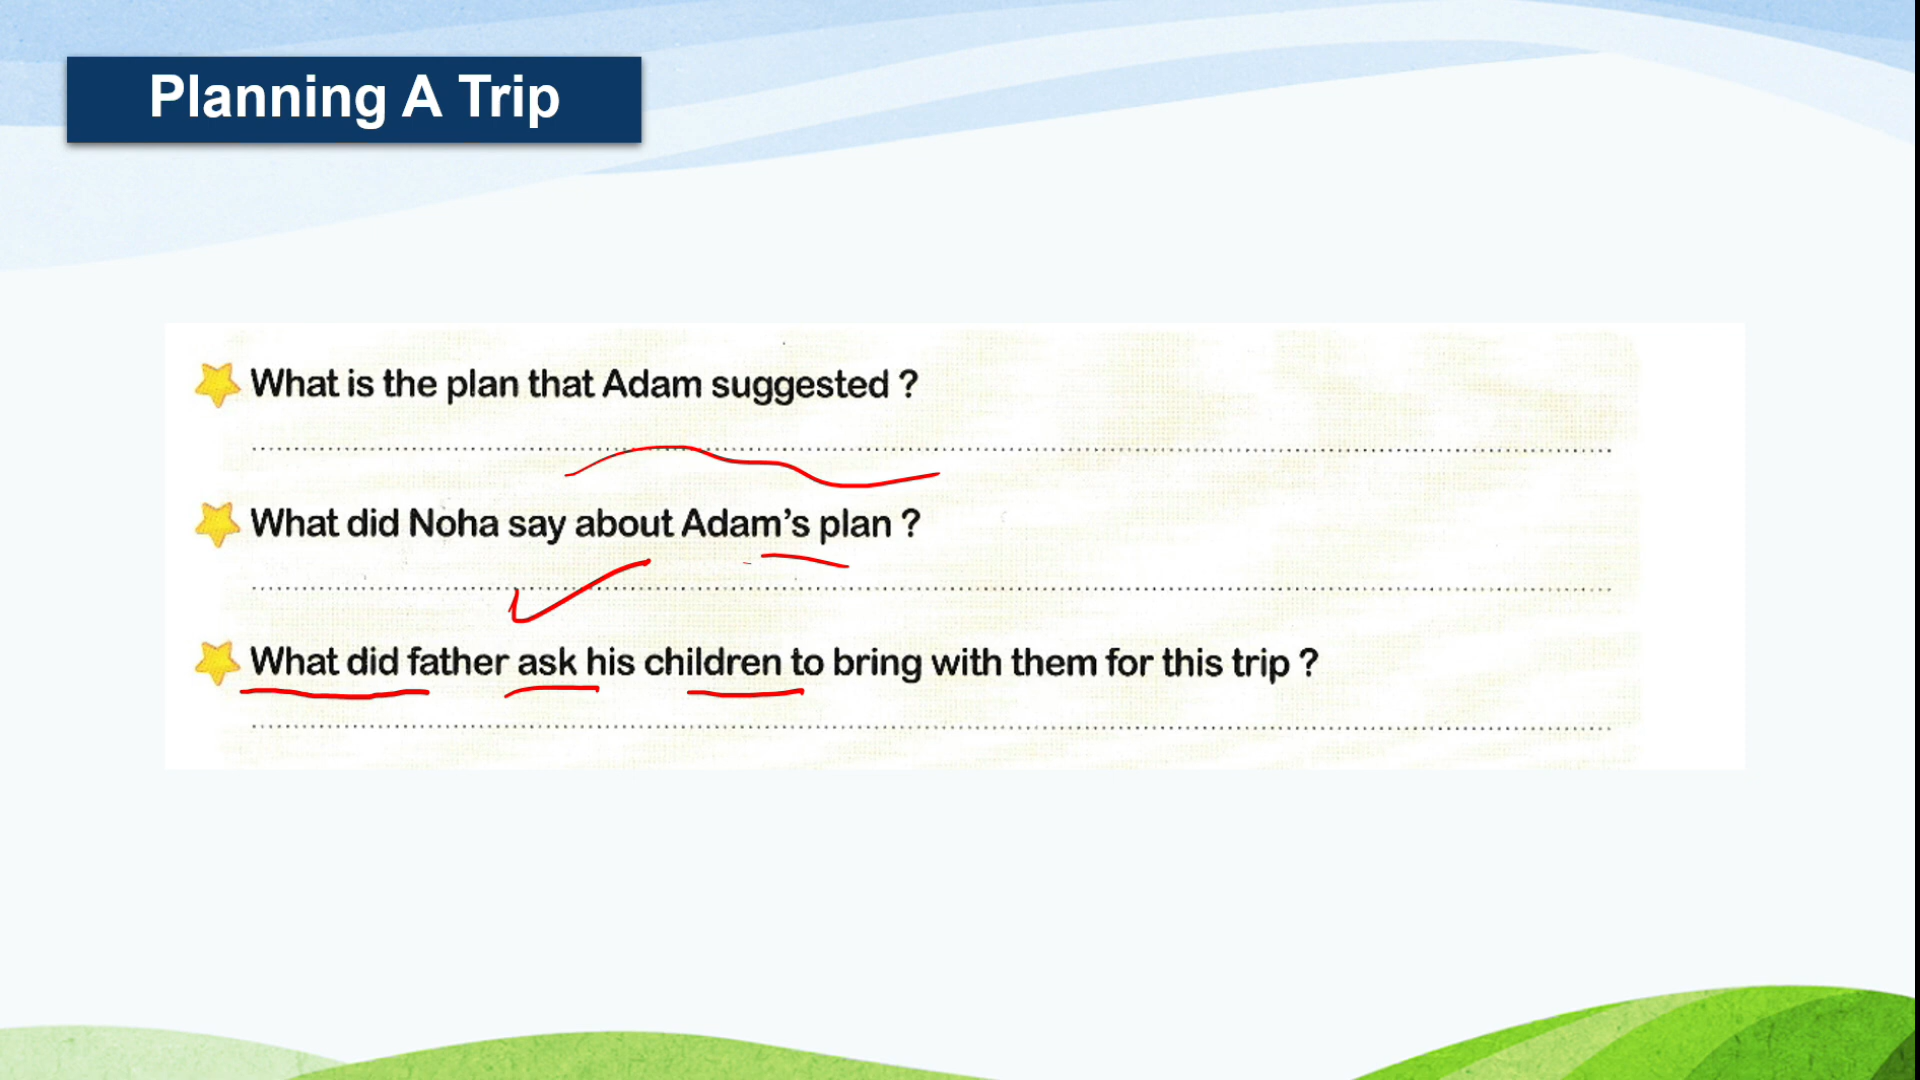 Planning A Trip
What is the plan that Adam suggested ?
What did Noha say about Adam’s plan ?
What did father ask his children to bring with them for this trip ?